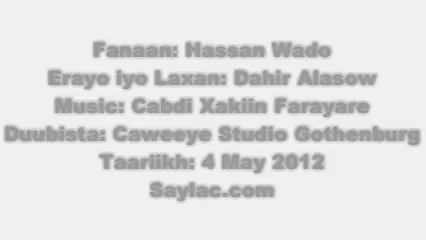 Fanaan: Hassan Wado
Erayo iyo Laxan: Dahir Alasow
Music: Cabdi Xakiin Farayare
Duubista: Caweeye Studio Gothenburg
Taariikh: 4 May 2012
Saylac.com